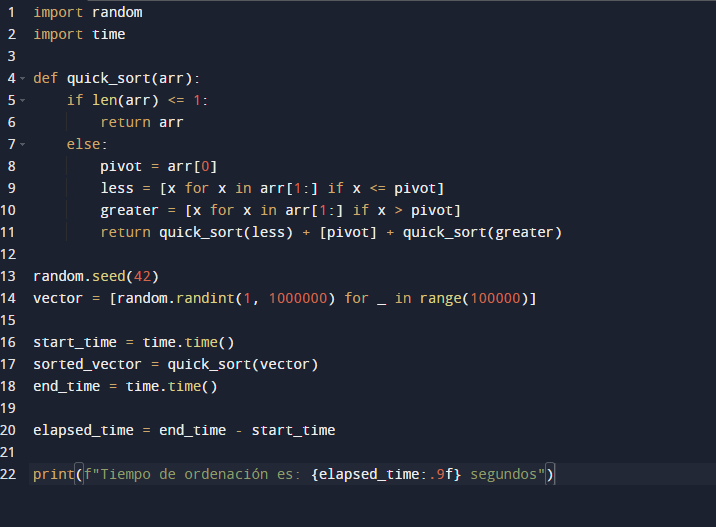 1 import random
2 import time
3
4 def quick_sort(arr):
5     if len(arr) <= 1:
6         return arr
7     else:
8         pivot = arr[0]
9         less = [x for x in arr[1:] if x <= pivot]
10         greater = [x for x in arr[1:] if x > pivot]
11         return quick_sort(less) + [pivot] + quick_sort(greater)
12
13 random.seed(42)
14 vector = [random.randint(1, 1000000) for _ in range(100000)]
15
16 start_time = time.time()
17 sorted_vector = quick_sort(vector)
18 end_time = time.time()
19
20 elapsed_time = end_time - start_time
21
22 print(f"Tiempo de ordenación es: {elapsed_time:.9f} segundos")